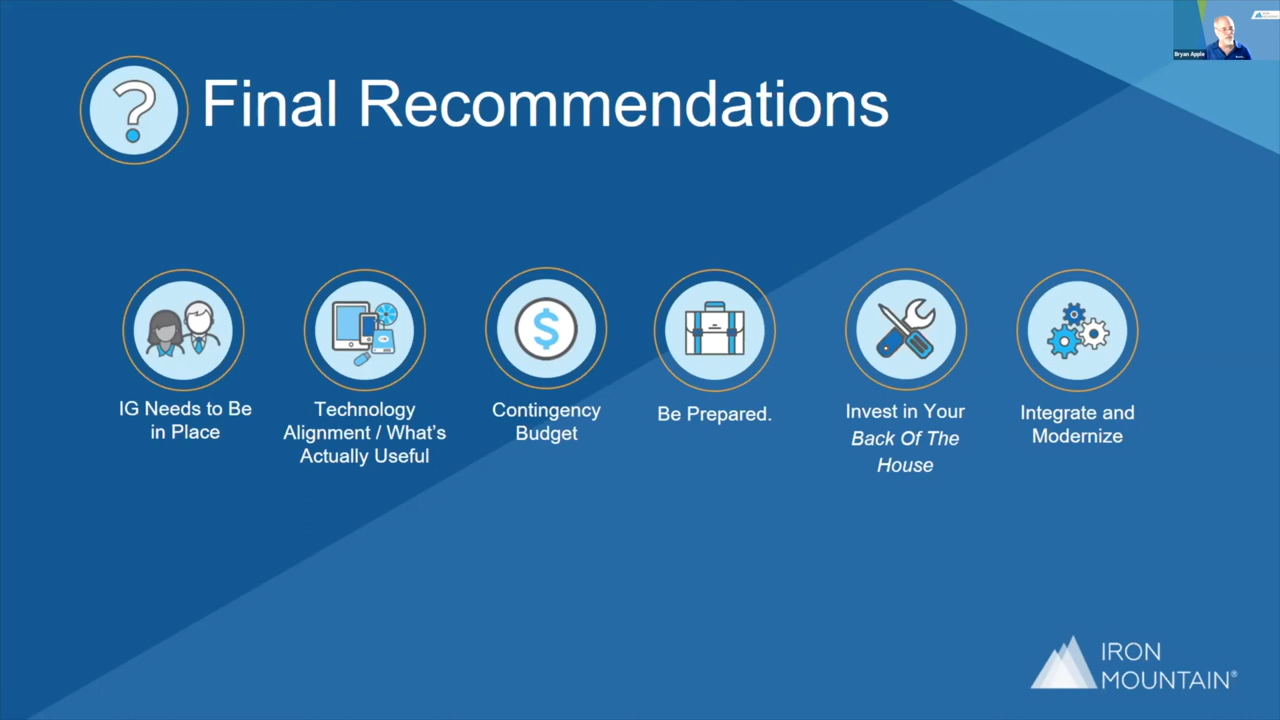 Bryan Apple
Final Recommendations
IG Needs to Be
in Place
Technology
Alignment / What's
Actually Useful
Contingency
Budget
Be Prepared.
Invest in Your
Back Of The
House
Integrate and
Modernize
IRON
MOUNTAIN®